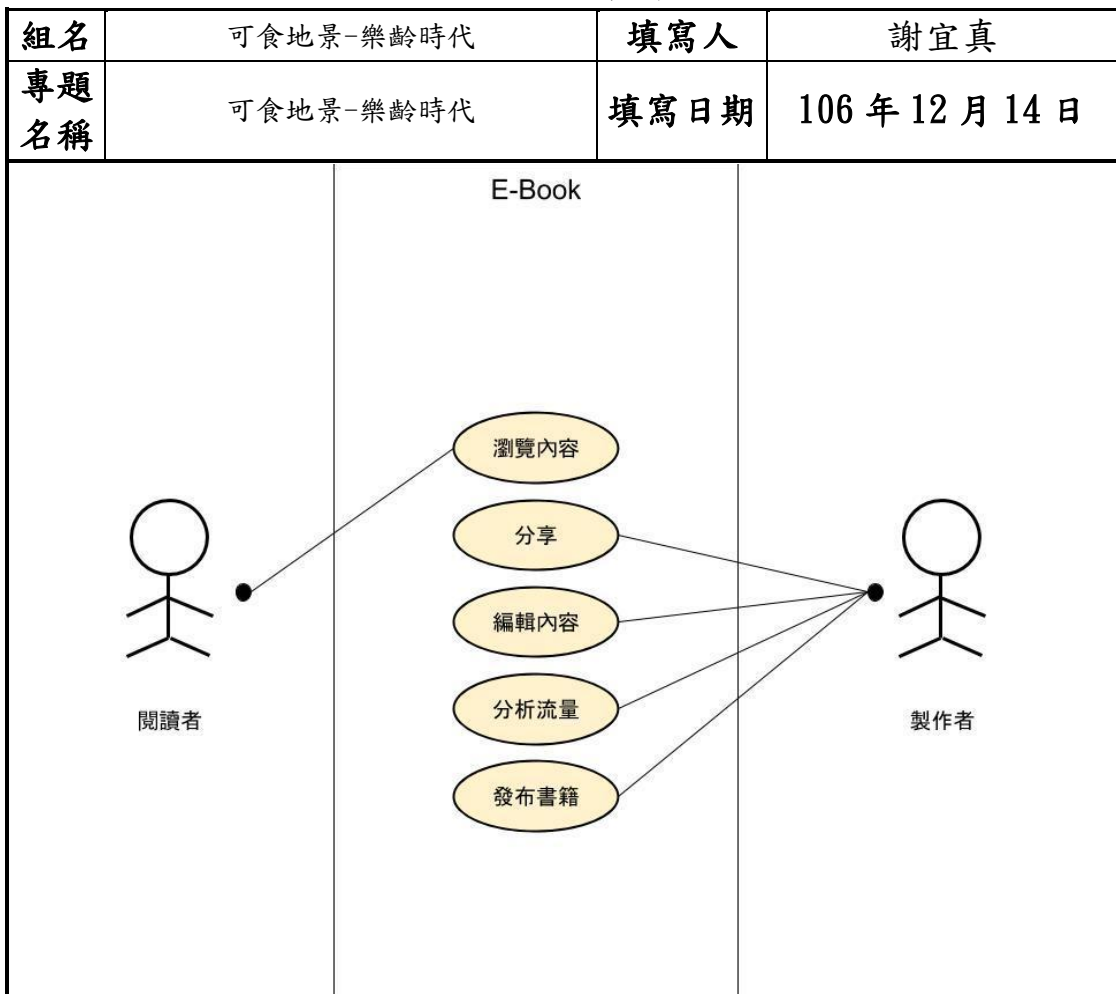 組名 可食地景-樂齡時代 填寫人 謝宜真
專題
名稱 可食地景-樂齡時代 填寫日期 106 年 12 月 14 日
E-Book
瀏覽內容
分享
編輯內容
分析流量
閱讀者 製作者
發布書籍